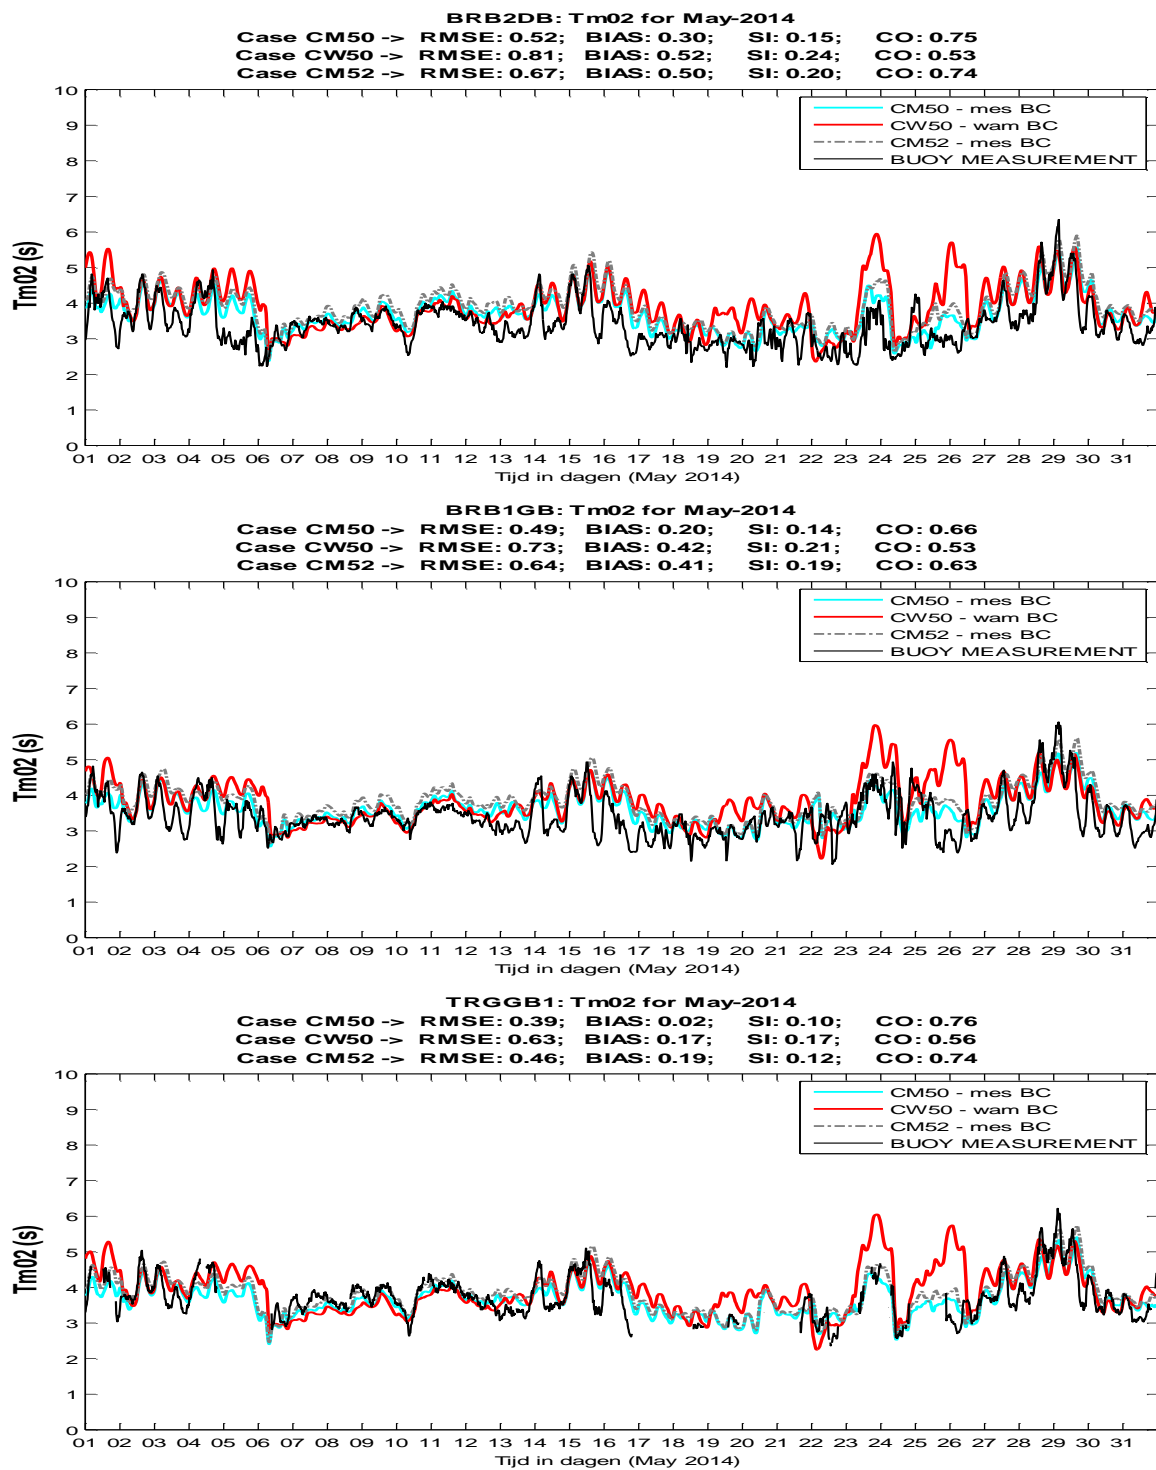 BRB2DB: Tm02 for May-2014
Case CM50 -> RMSE: 0.52; BIAS: 0.30; SI: 0.15; CO: 0.75
Case CW50 -> RMSE: 0.81; BIAS: 0.52; SI: 0.24; CO: 0.53
Case CM52 -> RMSE: 0.67; BIAS: 0.50; SI: 0.20; CO: 0.74
10
9
8
7
6
5
4
3
2
1
0
Tm02 (s)
CM50 - mes BC
CW50 - wam BC
CM52 - mes BC
BUOY MEASUREMENT
01 02 03 04 05 06 07 08 09 10 11 12 13 14 15 16 17 18 19 20 21 22 23 24 25 26 27 28 29 30 31
Tijd in dagen (May 2014)
BRB1GB: Tm02 for May-2014
Case CM50 -> RMSE: 0.49; BIAS: 0.20; SI: 0.14; CO: 0.66
Case CW50 -> RMSE: 0.73; BIAS: 0.42; SI: 0.21; CO: 0.53
Case CM52 -> RMSE: 0.64; BIAS: 0.41; SI: 0.19; CO: 0.63
10
9
8
7
6
5
4
3
2
1
0
Tm02 (s)
CM50 - mes BC
CW50 - wam BC
CM52 - mes BC
BUOY MEASUREMENT
01 02 03 04 05 06 07 08 09 10 11 12 13 14 15 16 17 18 19 20 21 22 23 24 25 26 27 28 29 30 31
Tijd in dagen (May 2014)
TRGGB1: Tm02 for May-2014
Case CM50 -> RMSE: 0.39; BIAS: 0.02; SI: 0.10; CO: 0.76
Case CW50 -> RMSE: 0.63; BIAS: 0.17; SI: 0.17; CO: 0.56
Case CM52 -> RMSE: 0.46; BIAS: 0.19; SI: 0.12; CO: 0.74
10
9
8
7
6
5
4
3
2
1
0
Tm02 (s)
CM50 - mes BC
CW50 - wam BC
CM52 - mes BC
BUOY MEASUREMENT
01 02 03 04 05 06 07 08 09 10 11 12 13 14 15 16 17 18 19 20 21 22 23 24 25 26 27 28 29 30 31
Tijd in dagen (May 2014)